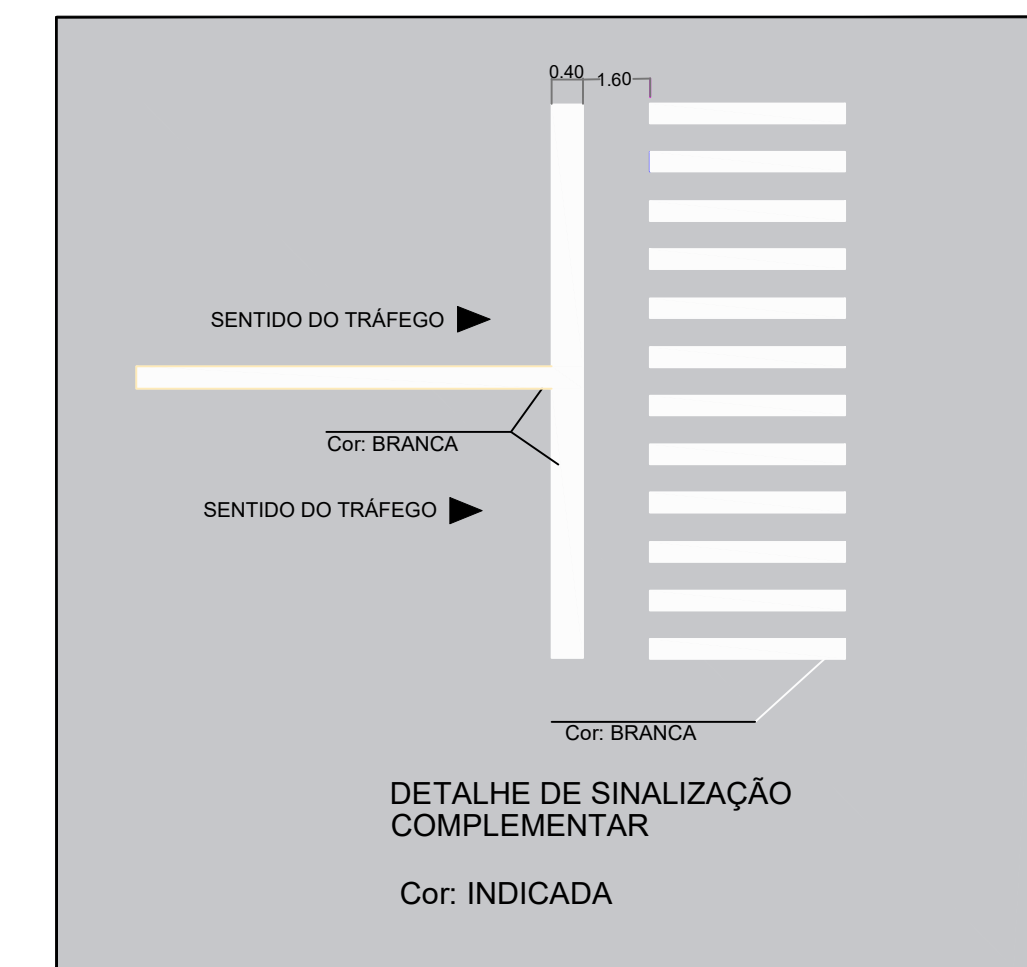 0.40
1.60
SENTIDO DO TRÁFEGO
Cor: BRANCA
SENTIDO DO TRÁFEGO
Cor: BRANCA
DETALHE DE SINALIZAÇÃO
COMPLEMENTAR
Cor: INDICADA